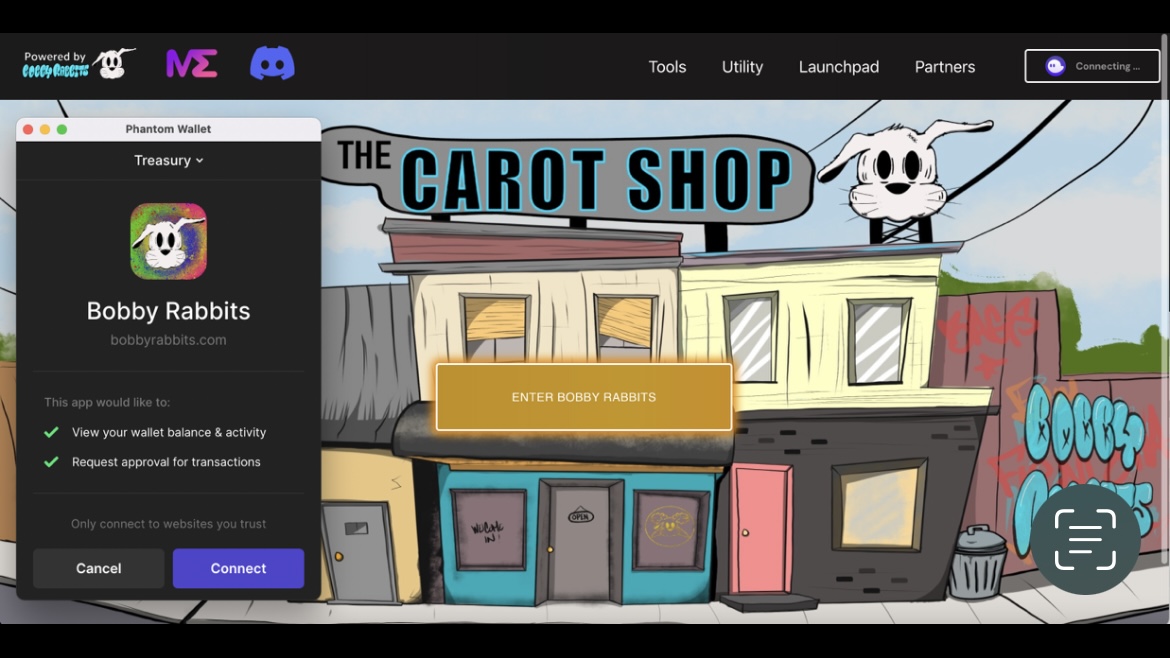 Powered by
BOBBY RABBITS
ME
Tools
Utility
Launchpad
Partners
Connecting ...
Phantom Wallet
Treasury
Bobby Rabbits
bobbyrabbits.com
This app would like to:
View your wallet balance & activity
Request approval for transactions
Only connect to websites you trust
Cancel
Connect
THE
CAROT SHOP
ENTER BOBBY RABBITS
OPEN
IN!
BOBBY